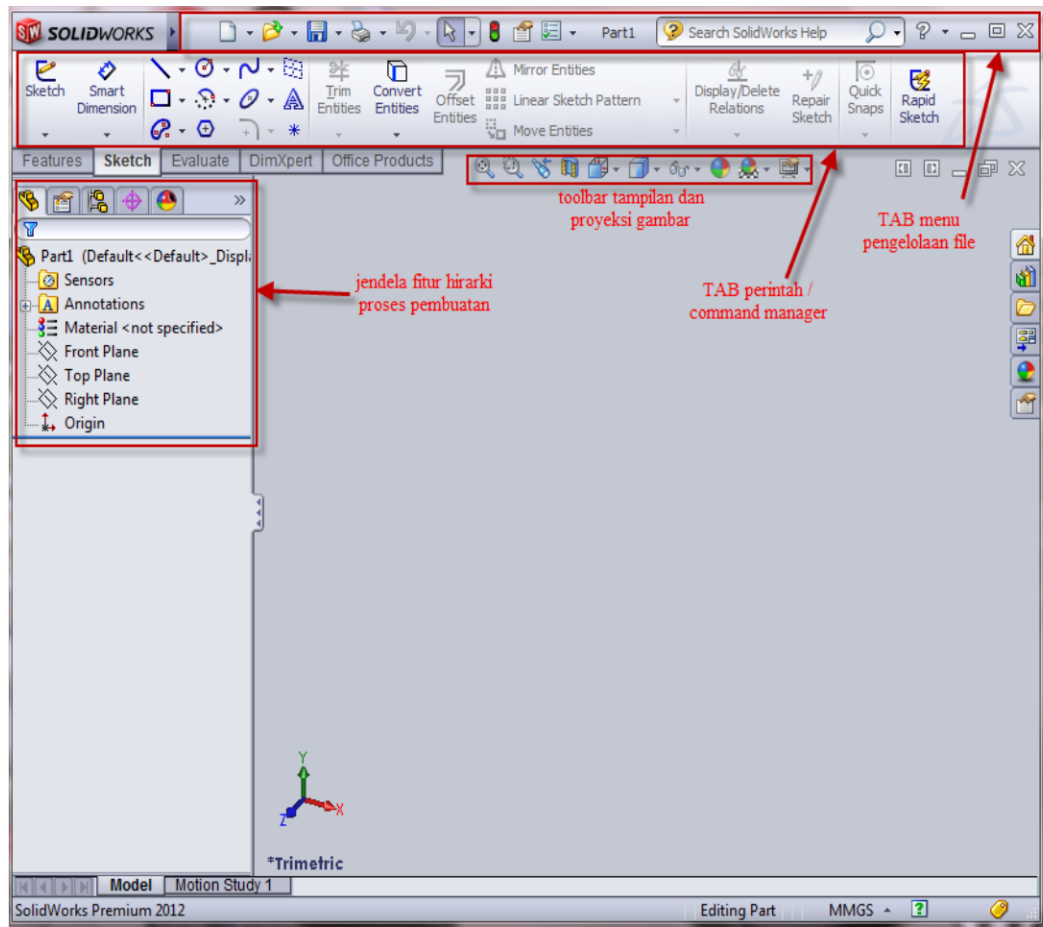 SOLIDWORKS
Part1
Search SolidWorks Help
Sketch
Smart
Dimension
Trim
Entities
Convert
Entities
Offset
Entities
Mirror Entities
Linear Sketch Pattern
Move Entities
Display/Delete
Relations
Repair
Sketch
Quick
Snaps
Rapid
Sketch
Features
Sketch
Evaluate
DimXpert
Office Products
toolbar tampilan dan
proyeksi gambar
TAB menu
pengelolaan file
TAB perintah /
command manager
jendela fitur hirarki
proses pembuatan
Part1 (Default<<Default>_Displa
Sensors
Annotations
Material <not specified>
Front Plane
Top Plane
Right Plane
Origin
Y
X
Z
*Trimetric
Model
Motion Study 1
SolidWorks Premium 2012
Editing Part
MMGS